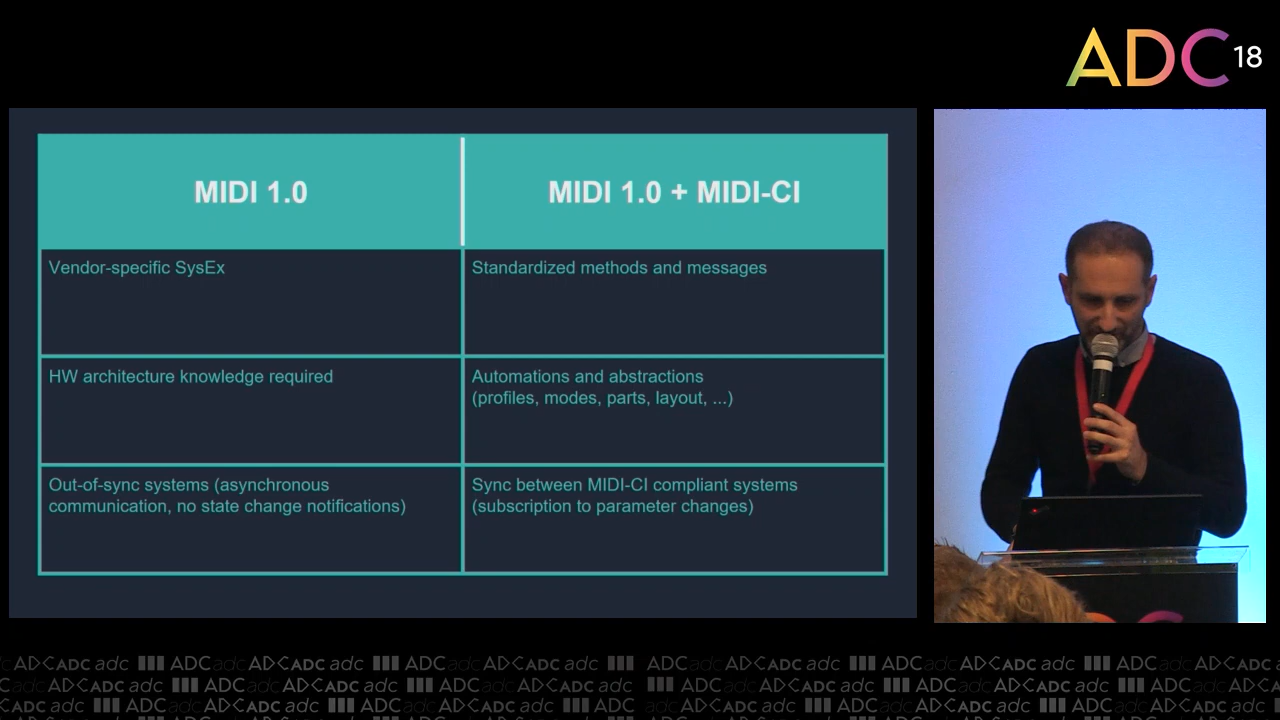 ADC 18
MIDI 1.0
MIDI 1.0 + MIDI-CI
Vendor-specific SysEx
Standardized methods and messages
HW architecture knowledge required
Automations and abstractions
(profiles, modes, parts, layout, ...)
Out-of-sync systems (asynchronous
communication, no state change notifications)
Sync between MIDI-CI compliant systems
(subscription to parameter changes)